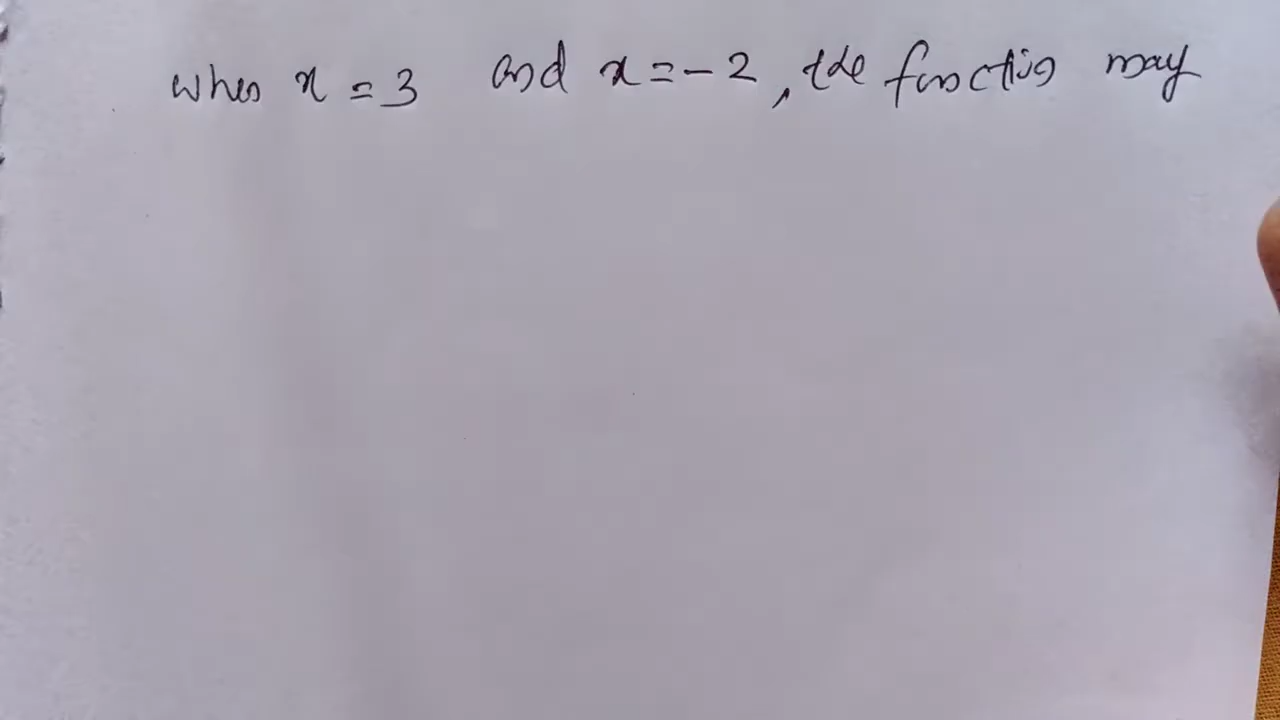 when x = 3 and x = - 2, the function may